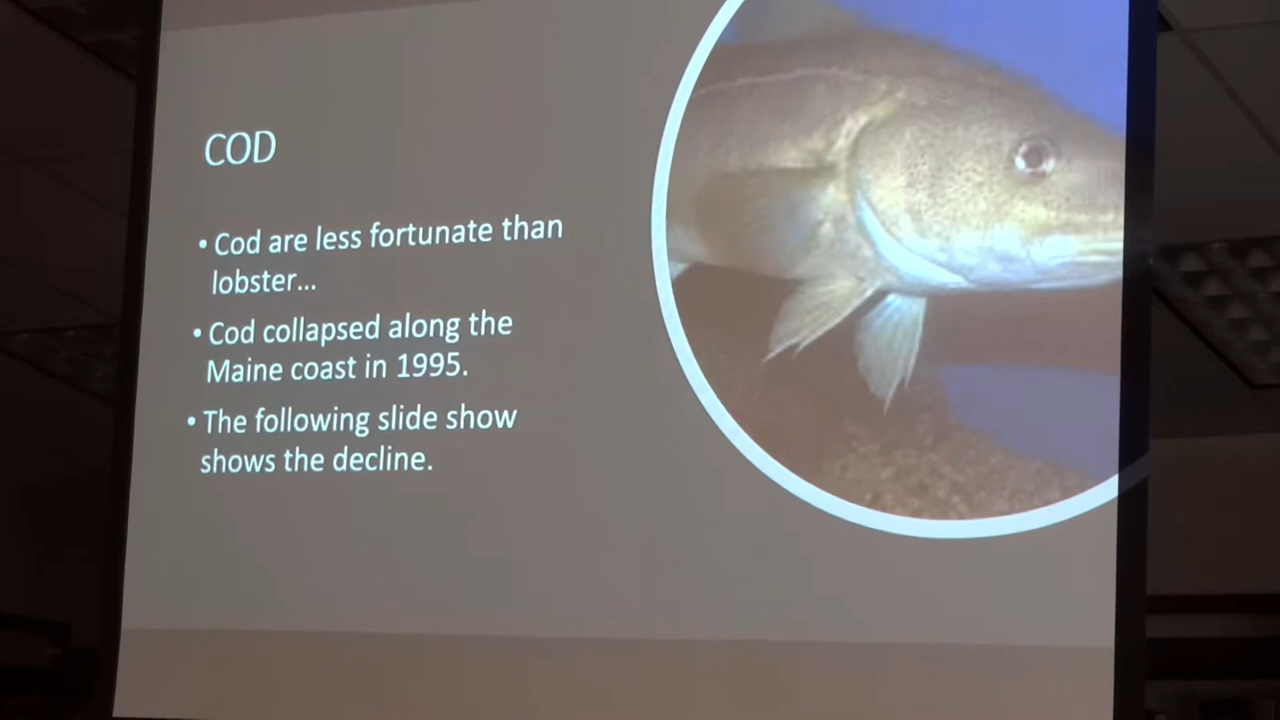 COD
• Cod are less fortunate than
lobster...
• Cod collapsed along the
Maine coast in 1995.
• The following slide show
shows the decline.